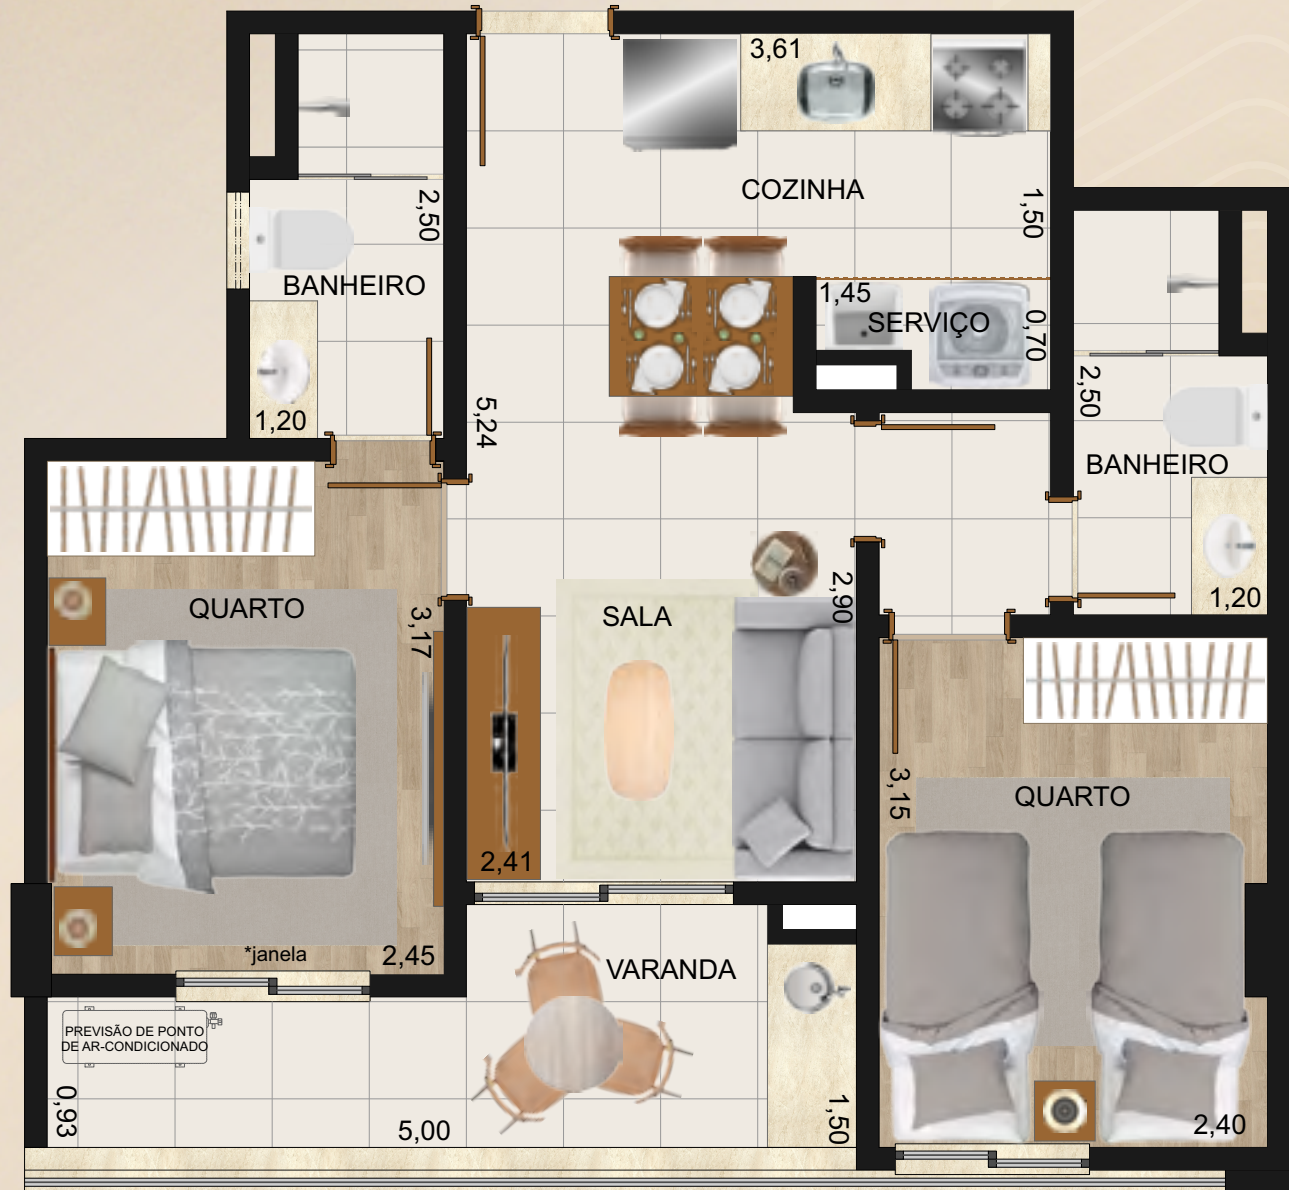 3,61
COZINHA
1,50
2,50
BANHEIRO
1,20
1,45
SERVIÇO
0,70
5,24
2,50
BANHEIRO
1,20
QUARTO
3,17
SALA
2,90
2,41
3,15
QUARTO
*janela
2,45
VARANDA
PREVISÃO DE PONTO
DE AR-CONDICIONADO
0,93
5,00
1,50
2,40